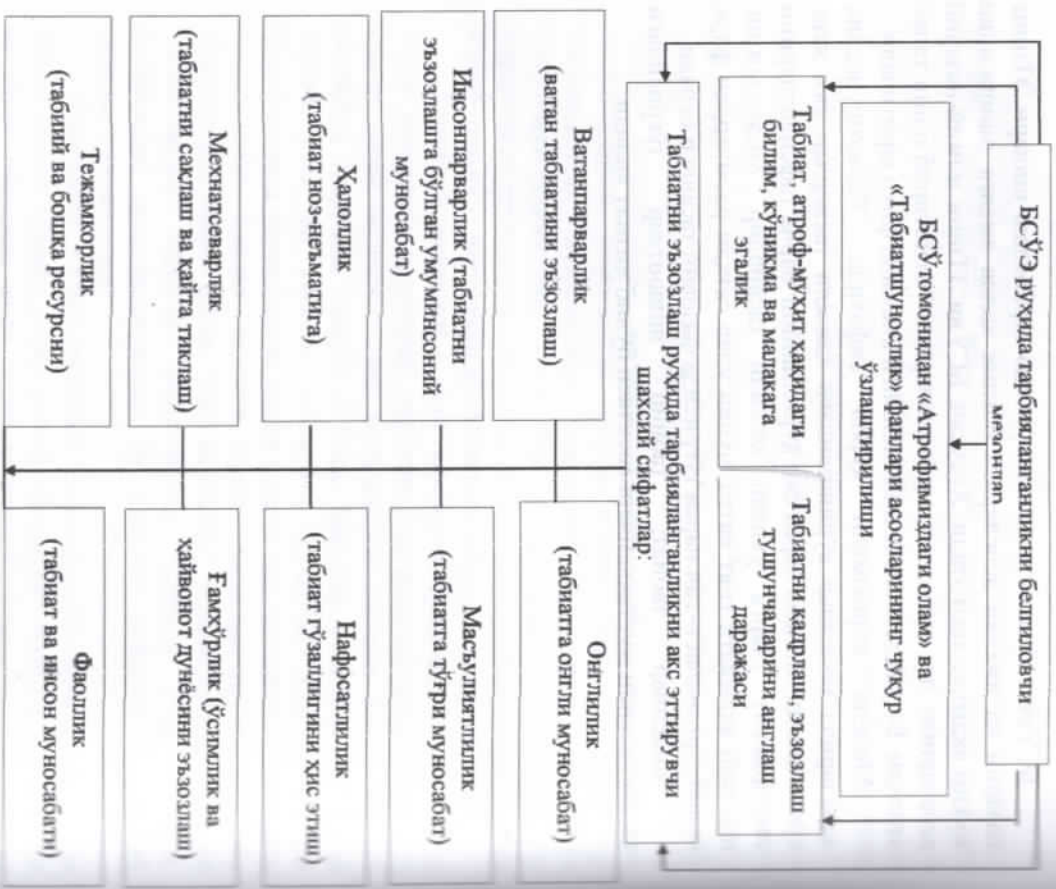 БСЎЭ руҳида тарбияланганликни белгиловчи
мезонлар
БСЎ томонидан «Атрофимиздаги олам» ва
«Табиатшунослик» фанлари асосларининг чуқур
ўзлаштирилиши
Табиат, атроф-муҳит ҳақидаги
билим, кўникма ва малакага
эгалик
Табиатни қадрлаш, эъзозлаш
тушунчаларини англаш
даражаси
Табиатни эъзозлаш руҳида тарбияланганликни акс эттирувчи
шахсий сифатлар:
Ватанпарварлик
(ватан табиатини эъзозлаш)
Онглилик
(табиатга онгли муносабат)
Инсонпарварлик (табиатни
эъзозлашга бўлган умуминсоний
муносабат)
Масъулиятлилик
(табиатга тўғри муносабат)
Ҳалоллик
(табиат ноз-неъматига)
Нафосатлилик
(табиат гўзаллигини ҳис этиш)
Мехнатсеварлик
(табиатни сақлаш ва қайта тиклаш)
Ғамхўрлик (ўсимлик ва
ҳайвонот дунёсини эъзозлаш)
Тежамкорлик
(табиий ва бошқа ресурсни)
Фаоллик
(табиат ва инсон муносабати)